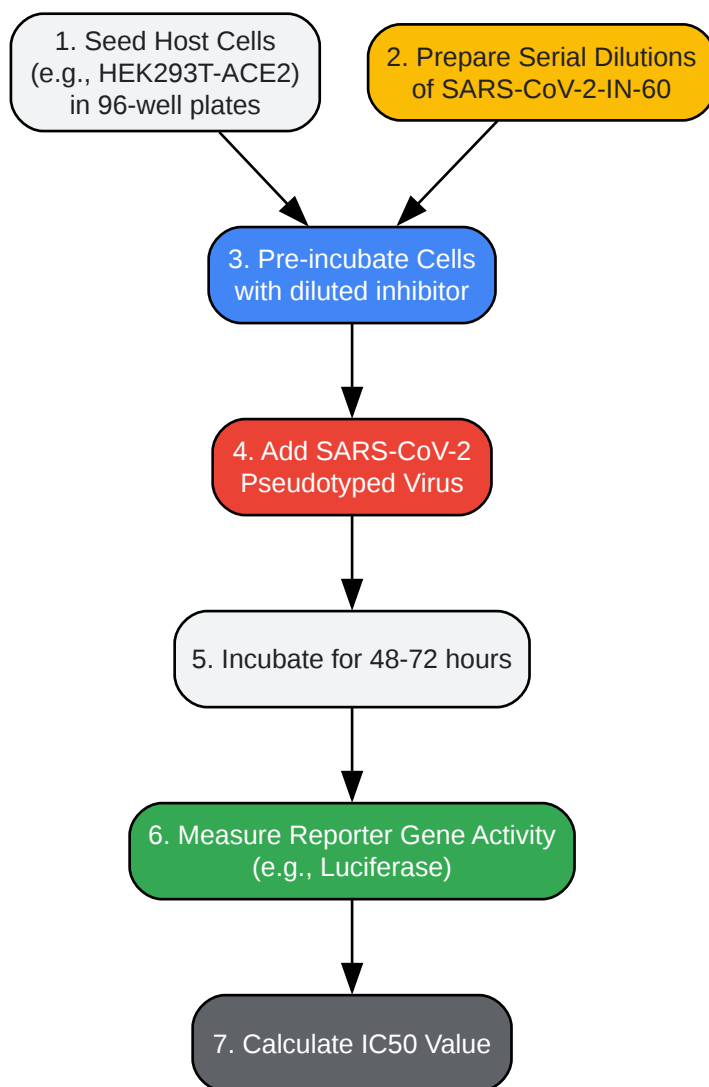 1. Seed Host Cells
(e.g., HEK293T-ACE2)
in 96-well plates
2. Prepare Serial Dilutions
of SARS-CoV-2-IN-60
3. Pre-incubate Cells
with diluted inhibitor
4. Add SARS-CoV-2
Pseudotyped Virus
5. Incubate for 48-72 hours
6. Measure Reporter Gene Activity
(e.g., Luciferase)
7. Calculate IC50 Value